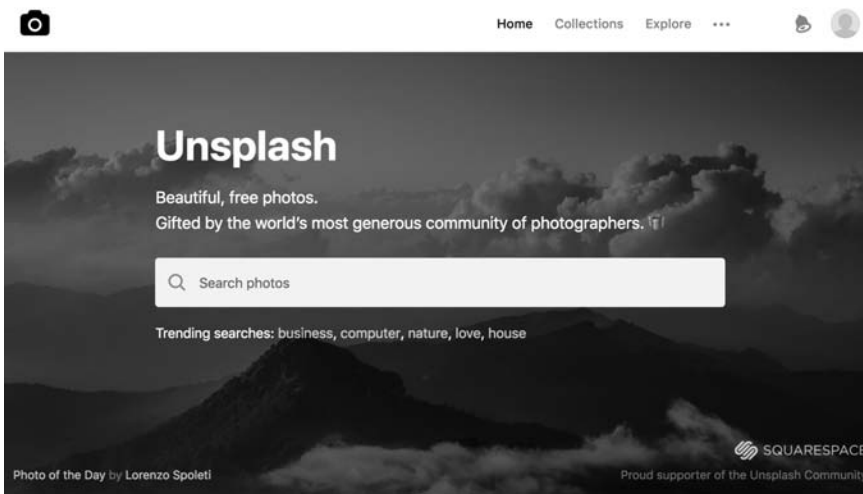 Home Collections Explore
Unsplash
Beautiful, free photos.
Gifted by the world's most generous community of photographers.
Search photos
Trending searches: business, computer, nature, love, house
SQUARESPACE
Photo of the Day by Lorenzo Spoleti
Proud supporter of the Unsplash Community